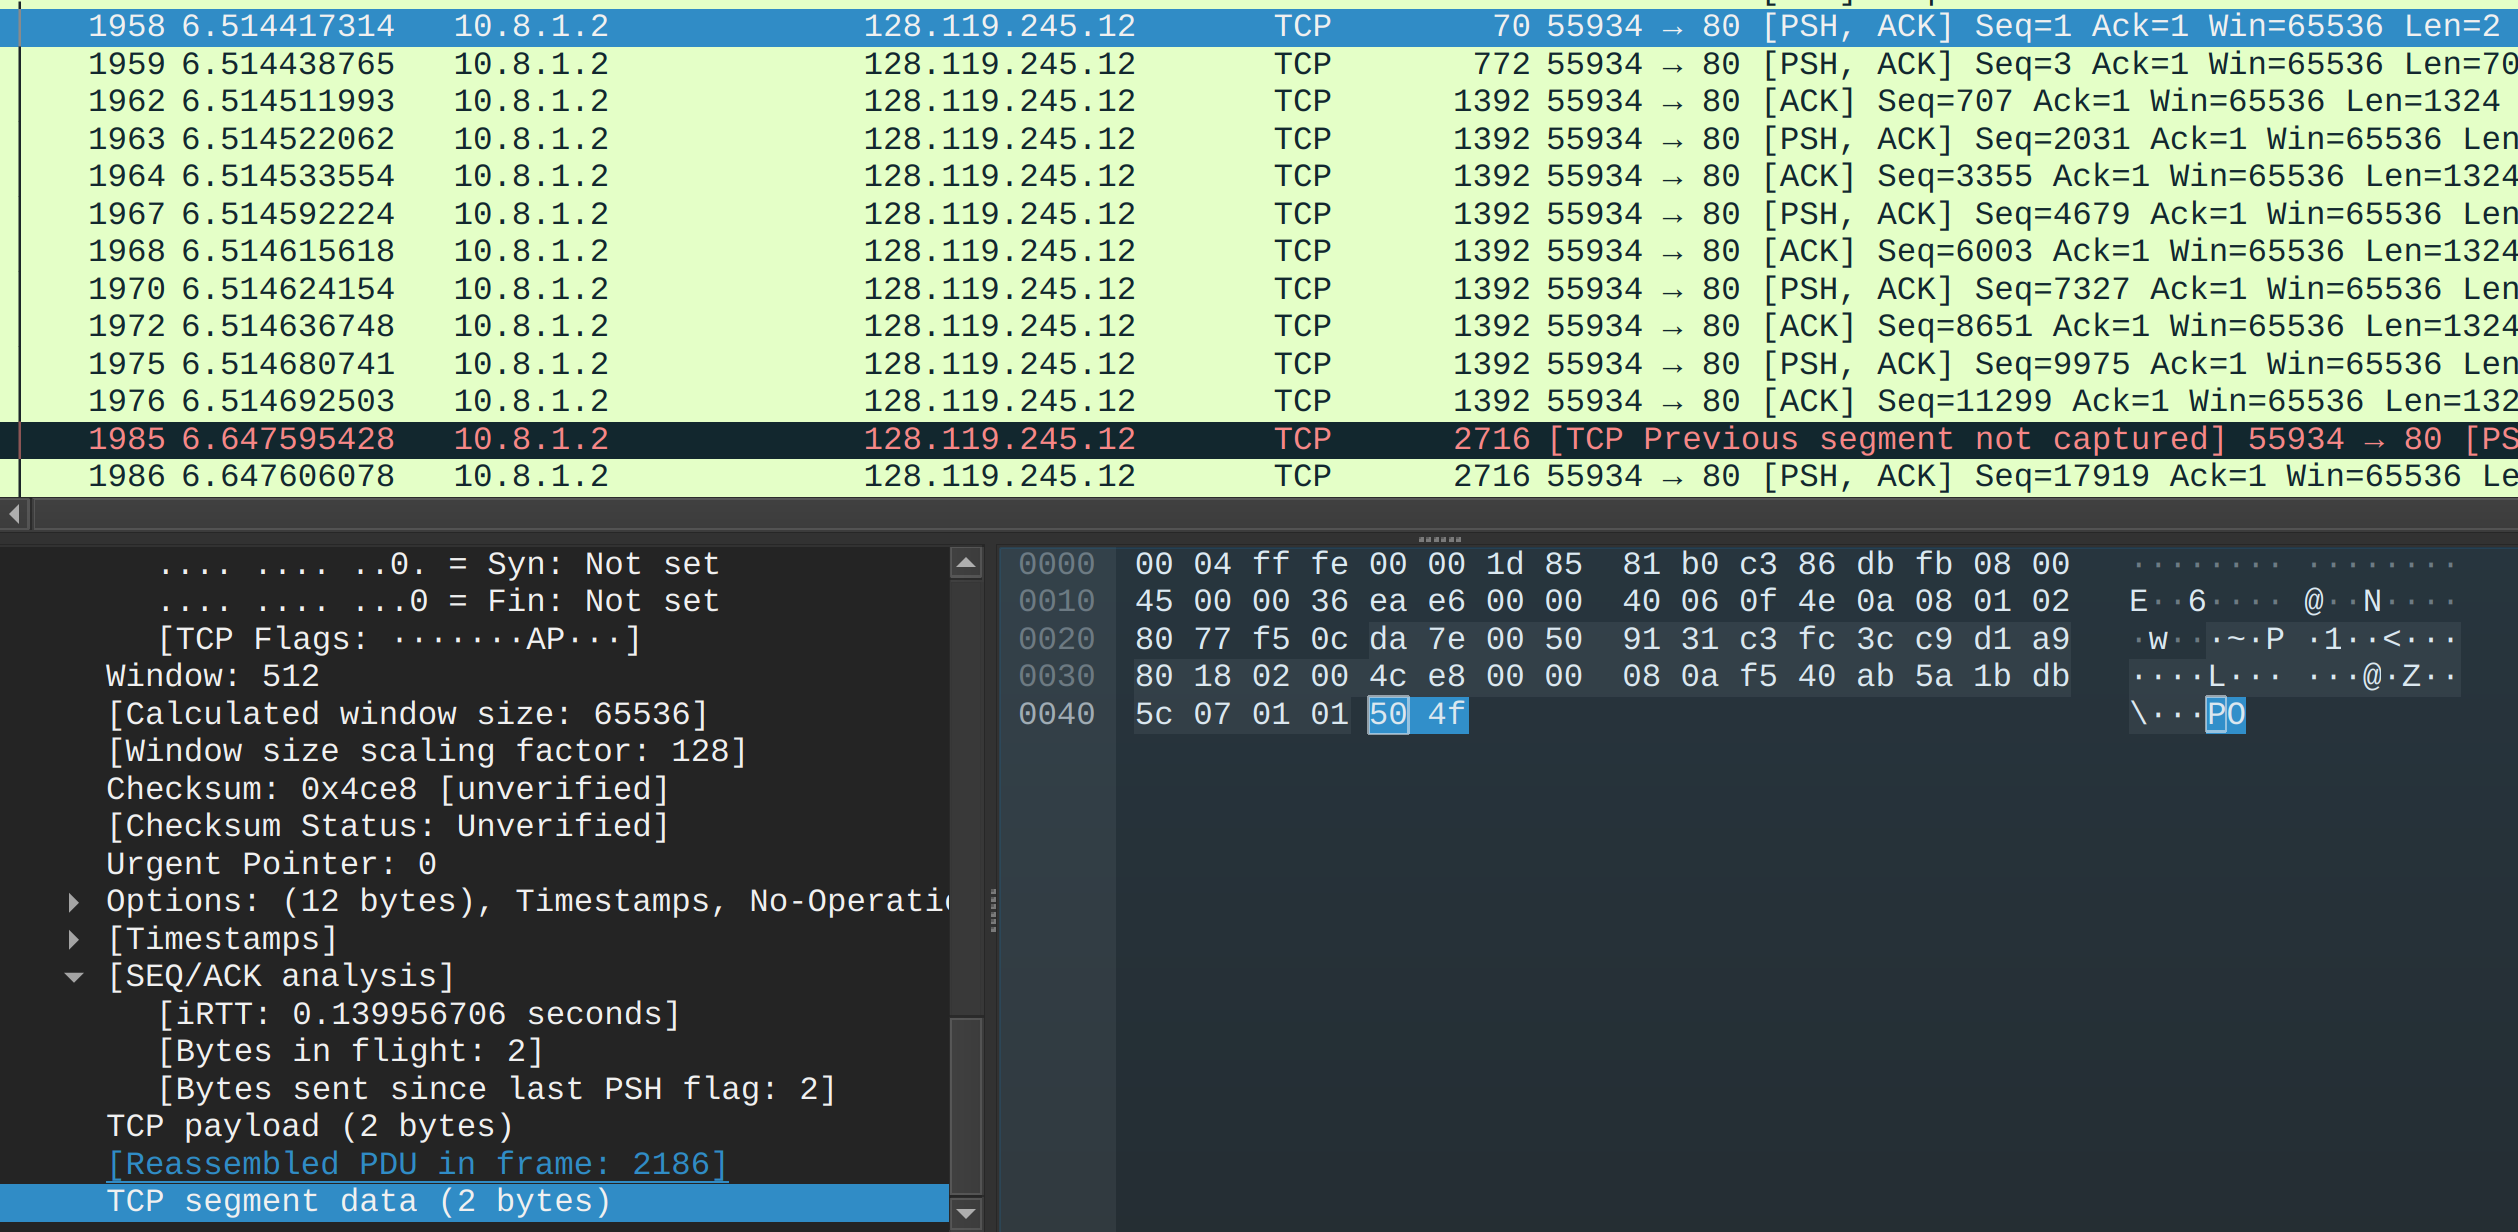 1958 6.514417314 10.8.1.2 128.119.245.12 TCP 70 55934 → 80 [PSH, ACK] Seq=1 Ack=1 Win=65536 Len=2
1959 6.514438765 10.8.1.2 128.119.245.12 TCP 772 55934 → 80 [PSH, ACK] Seq=3 Ack=1 Win=65536 Len=70
1962 6.514511993 10.8.1.2 128.119.245.12 TCP 1392 55934 → 80 [ACK] Seq=707 Ack=1 Win=65536 Len=1324
1963 6.514522062 10.8.1.2 128.119.245.12 TCP 1392 55934 → 80 [PSH, ACK] Seq=2031 Ack=1 Win=65536 Len
1964 6.514533554 10.8.1.2 128.119.245.12 TCP 1392 55934 → 80 [ACK] Seq=3355 Ack=1 Win=65536 Len=1324
1967 6.514592224 10.8.1.2 128.119.245.12 TCP 1392 55934 → 80 [PSH, ACK] Seq=4679 Ack=1 Win=65536 Len
1968 6.514615618 10.8.1.2 128.119.245.12 TCP 1392 55934 → 80 [ACK] Seq=6003 Ack=1 Win=65536 Len=1324
1970 6.514624154 10.8.1.2 128.119.245.12 TCP 1392 55934 → 80 [PSH, ACK] Seq=7327 Ack=1 Win=65536 Len
1972 6.514636748 10.8.1.2 128.119.245.12 TCP 1392 55934 → 80 [ACK] Seq=8651 Ack=1 Win=65536 Len=1324
1975 6.514680741 10.8.1.2 128.119.245.12 TCP 1392 55934 → 80 [PSH, ACK] Seq=9975 Ack=1 Win=65536 Len
1976 6.514692503 10.8.1.2 128.119.245.12 TCP 1392 55934 → 80 [ACK] Seq=11299 Ack=1 Win=65536 Len=132
1985 6.647595428 10.8.1.2 128.119.245.12 TCP 2716 [TCP Previous segment not captured] 55934 → 80 [PS
1986 6.647606078 10.8.1.2 128.119.245.12 TCP 2716 55934 → 80 [PSH, ACK] Seq=17919 Ack=1 Win=65536 Le
.... .... ..0. = Syn: Not set
.... .... ...0 = Fin: Not set
[TCP Flags: ·······AP···]
Window: 512
[Calculated window size: 65536]
[Window size scaling factor: 128]
Checksum: 0x4ce8 [unverified]
[Checksum Status: Unverified]
Urgent Pointer: 0
Options: (12 bytes), Timestamps, No-Operati
[Timestamps]
[SEQ/ACK analysis]
[iRTT: 0.139956706 seconds]
[Bytes in flight: 2]
[Bytes sent since last PSH flag: 2]
TCP payload (2 bytes)
[Reassembled PDU in frame: 2186]
TCP segment data (2 bytes)
0000 00 04 ff fe 00 00 1d 85 81 b0 c3 86 db fb 08 00 ········ ········
0010 45 00 00 36 ea e6 00 00 40 06 0f 4e 0a 08 01 02 E··6···· @··N····
0020 80 77 f5 0c da 7e 00 50 91 31 c3 fc 3c c9 d1 a9 ·w···~·P ·1··<···
0030 80 18 02 00 4c e8 00 00 08 0a f5 40 ab 5a 1b db ····L··· ···@·Z··
0040 5c 07 01 01 50 4f \···PO